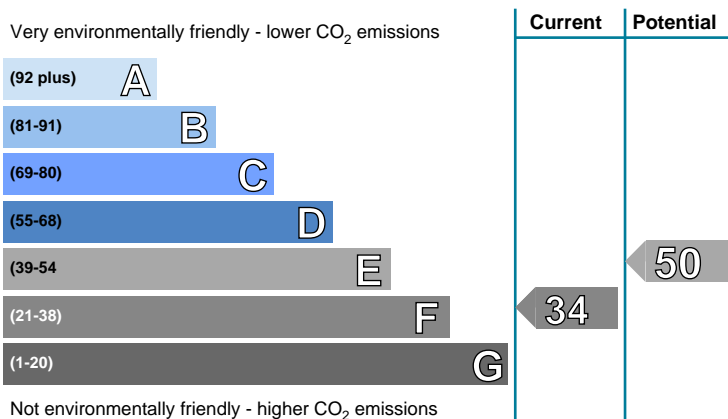 Current Potential
Very environmentally friendly - lower CO2 emissions
(92 plus) A
(81-91) B
(69-80) C
(55-68) D
(39-54 E
50
(21-38) F
34
(1-20) G
Not environmentally friendly - higher CO2 emissions